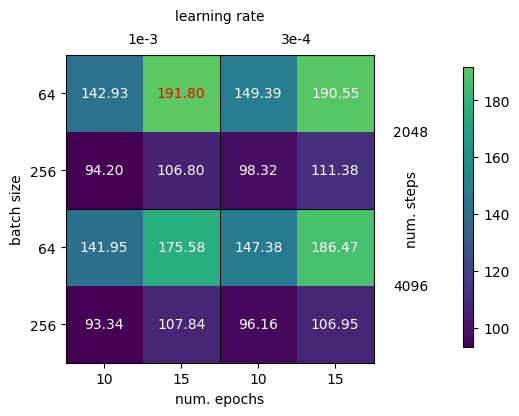 learning rate
1e-3 3e-4
64 142.93 191.80 149.39 190.55
2048
256 94.20 106.80 98.32 111.38
batch size
num. steps
64 141.95 175.58 147.38 186.47
4096
256 93.34 107.84 96.16 106.95
10 15 10 15
num. epochs
180
160
140
120
100